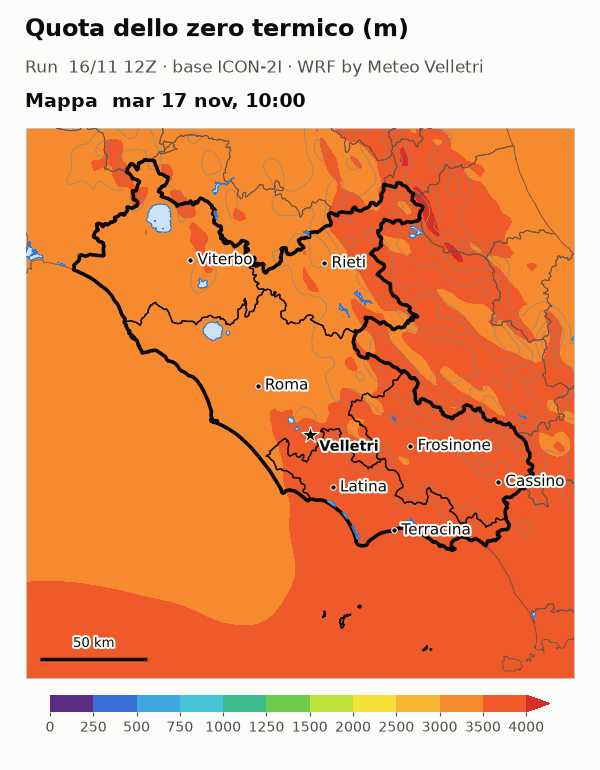 Quota dello zero termico (m)
Run  16/11 12Z · base ICON-2I · WRF by Meteo Velletri
Mappa  mar 17 nov, 10:00
Viterbo
Rieti
Roma
Velletri
Frosinone
Latina
Cassino
Terracina
50 km
0 250 500 750 1000 1250 1500 2000 2500 3000 3500 4000